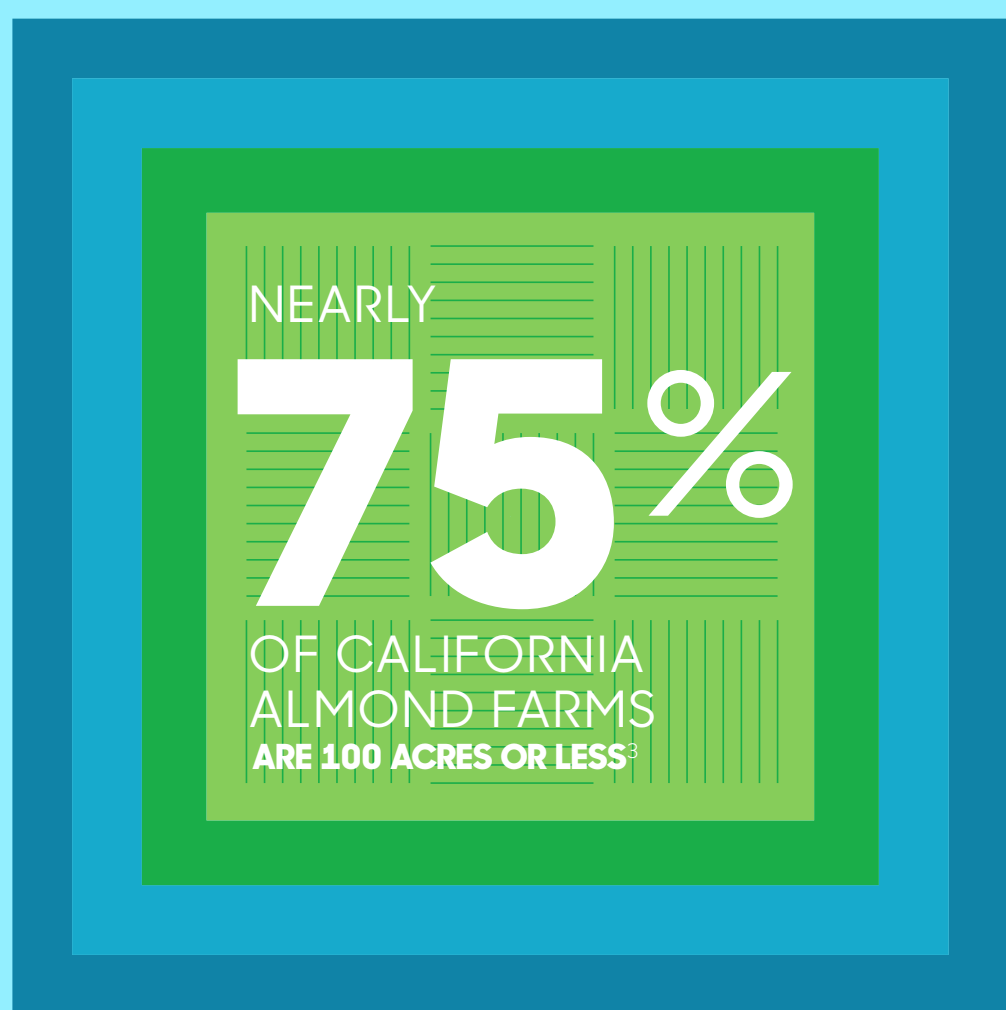 NEARLY
75%
OF CALIFORNIA
ALMOND FARMS
ARE 100 ACRES OR LESS³